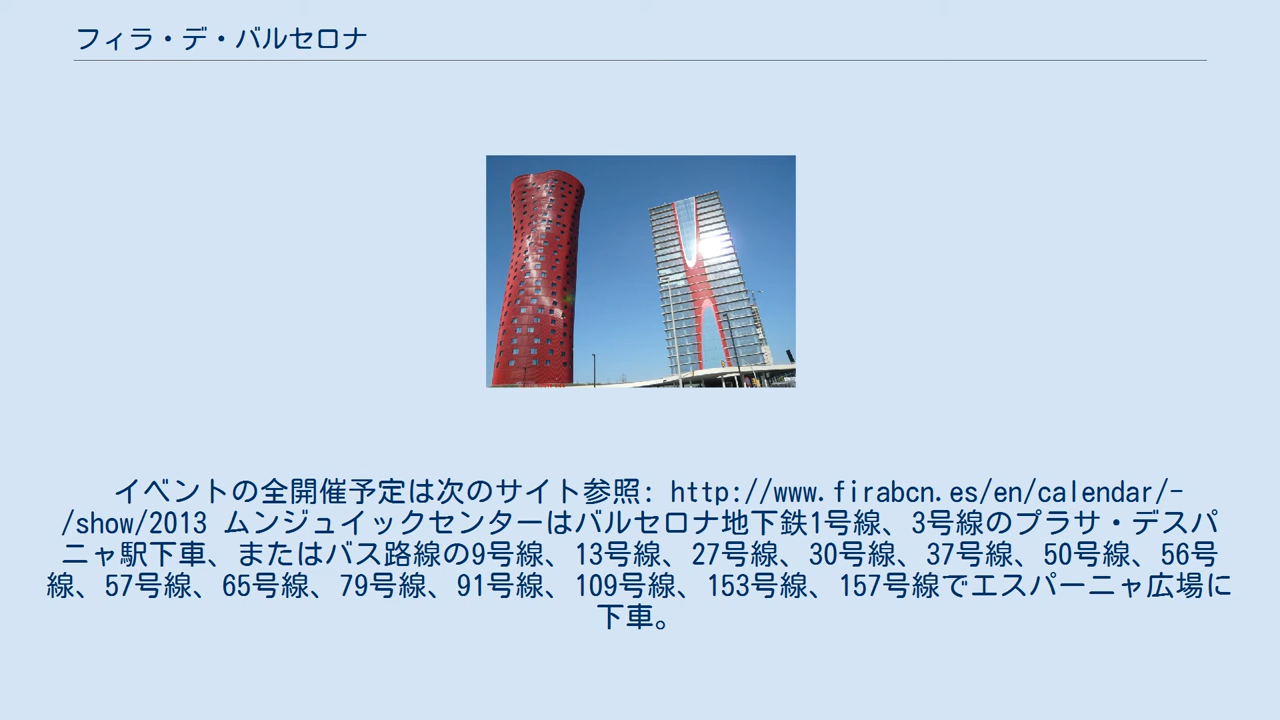 フィラ・デ・バルセロナ
イベントの全開催予定は次のサイト参照: http://www.firabcn.es/en/calendar/-
/show/2013 ムンジュイックセンターはバルセロナ地下鉄1号線、3号線のプラサ・デスパ
ニャ駅下車、またはバス路線の9号線、13号線、27号線、30号線、37号線、50号線、56号
線、57号線、65号線、79号線、91号線、109号線、153号線、157号線でエスパーニャ広場に
下車。